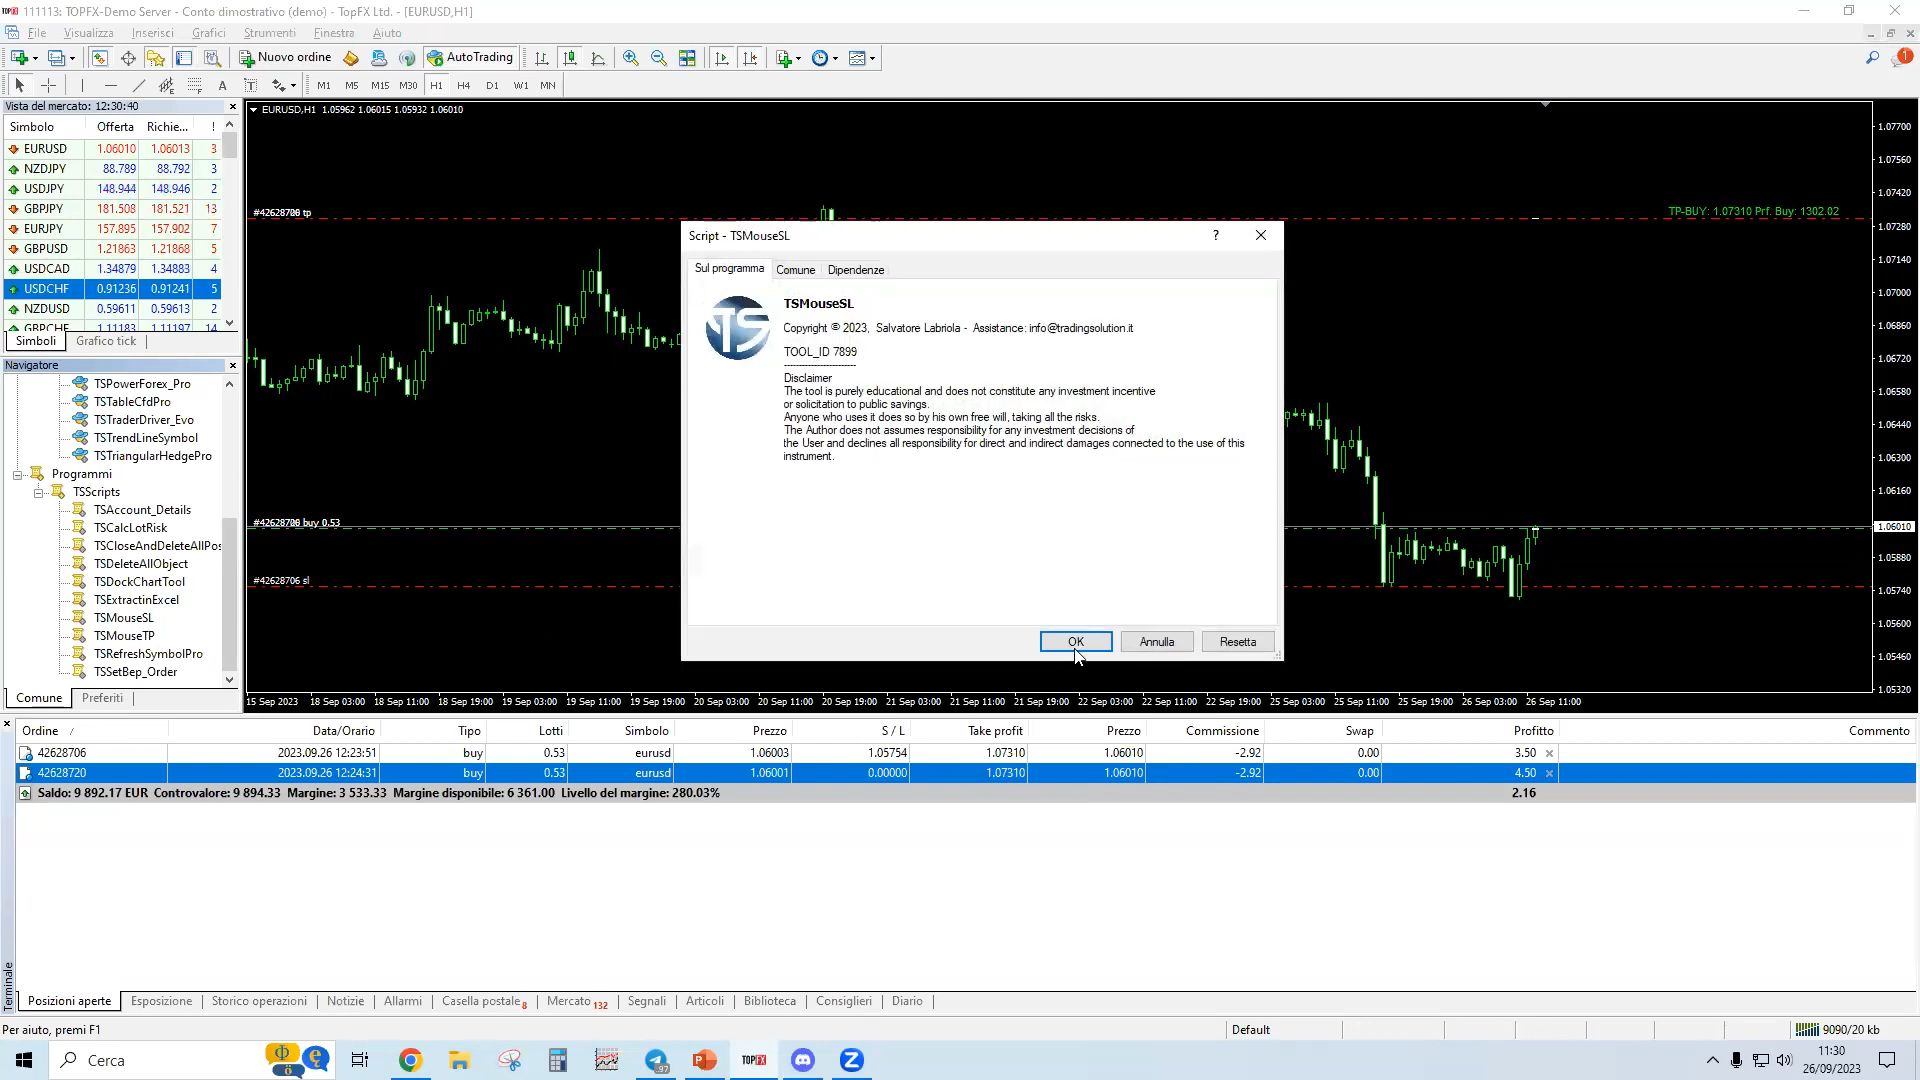 TOPFX 111113: TOPFX-Demo Server - Conto dimostrativo (demo) - TopFX Ltd. - [EURUSD,H1]
File Visualizza Inserisci Grafici Strumenti Finestra Aiuto
Nuovo ordine AutoTrading 1
A T M1 M5 M15 M30 H1 H4 D1 W1 MN
Vista del mercato: 12:30:40
Simbolo Offerta Richie... !
EURUSD 1.06010 1.06013 3
NZDJPY 88.789 88.792 3
USDJPY 148.944 148.946 2
GBPJPY 181.508 181.521 13
EURJPY 157.895 157.902 7
GBPUSD 1.21863 1.21868 5
USDCAD 1.34879 1.34883 4
USDCHF 0.91236 0.91241 5
NZDUSD 0.59611 0.59613 2
GBPCHF 1.11183 1.11197 14
Simboli Grafico tick
Navigatore
TSPowerForex_Pro
TSTableCfdPro
TSTraderDriver_Evo
TSTrendLineSymbol
TSTriangularHedgePro
Programmi
TSScripts
TSAccount_Details
TSCalcLotRisk
TSCloseAndDeleteAllPos
TSDeleteAllObject
TSDockChartTool
TSExtractinExcel
TSMouseSL
TSMouseTP
TSRefreshSymbolPro
TSSetBep_Order
Comune Preferiti
EURUSD,H1 1.05962 1.06015 1.05932 1.06010
tp
TP-BUY: 1.07310 Prf. Buy: 1302.02
buy 0.53
#42628706 sl
1.07700
1.07560
1.07420
1.07280
1.07140
1.07000
1.06860
1.06720
1.06580
1.06440
1.06300
1.06160
1.06010
1.05880
1.05740
1.05600
1.05460
1.05320
15 Sep 2023 18 Sep 03:00 18 Sep 11:00 18 Sep 19:00 19 Sep 03:00 19 Sep 11:00 19 Sep 19:00 20 Sep 03:00 20 Sep 11:00 20 Sep 19:00 21 Sep 03:00 21 Sep 11:00 21 Sep 19:00 22 Sep 03:00 22 Sep 11:00 22 Sep 19:00 25 Sep 03:00 25 Sep 11:00 25 Sep 19:00 26 Sep 03:00 26 Sep 11:00
Script - TSMouseSL ?
Sul programma Comune Dipendenze
TS
TSMouseSL
Copyright © 2023, Salvatore Labriola - Assistance: info@tradingsolution.it
TOOL_ID 7899
------------------------
Disclaimer
The tool is purely educational and does not constitute any investment incentive
or solicitation to public savings.
Anyone who uses it does so by his own free will, taking all the risks.
The Author does not assumes responsibility for any investment decisions of
the User and declines all responsibility for direct and indirect damages connected to the use of this
instrument.
OK Annulla Resetta
Ordine / Data/Orario Tipo Lotti Simbolo Prezzo S / L Take profit Prezzo Commissione Swap Profitto Commento
42628706 2023.09.26 12:23:51 buy 0.53 eurusd 1.06003 1.05754 1.07310 1.06010 -2.92 0.00 3.50
42628720 2023.09.26 12:24:31 buy 0.53 eurusd 1.06001 0.00000 1.07310 1.06010 -2.92 0.00 4.50
Saldo: 9 892.17 EUR Controvalore: 9 894.33 Margine: 3 533.33 Margine disponibile: 6 361.00 Livello del margine: 280.03% 2.16
Terminale
Posizioni aperte Esposizione Storico operazioni Notizie Allarmi Casella postale 8 Mercato 132 Segnali Articoli Biblioteca Consiglieri Diario
Per aiuto, premi F1 Default 9090/20 kb
Cerca 97 TOPFX 11:30
26/09/2023